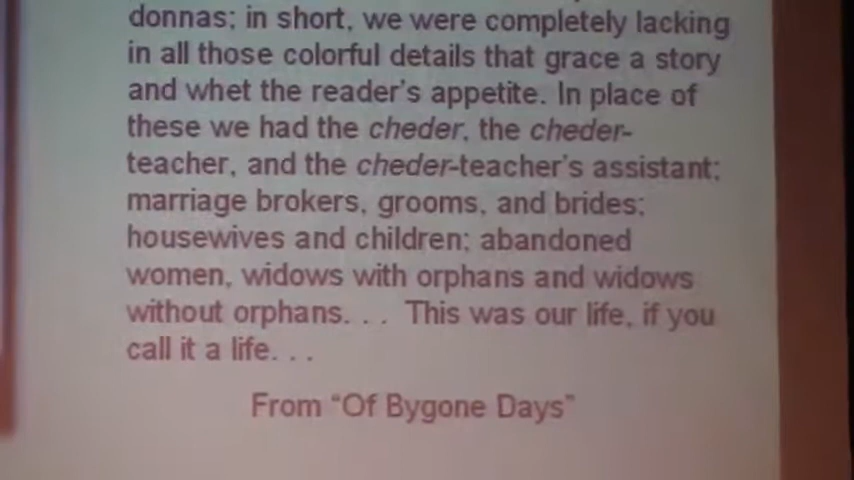 donnas; in short, we were completely lacking
in all those colorful details that grace a story
and whet the reader's appetite. In place of
these we had the cheder, the cheder-
teacher, and the cheder-teacher's assistant;
marriage brokers, grooms, and brides;
housewives and children; abandoned
women, widows with orphans and widows
without orphans. . . This was our life, if you
call it a life. . .
From “Of Bygone Days”